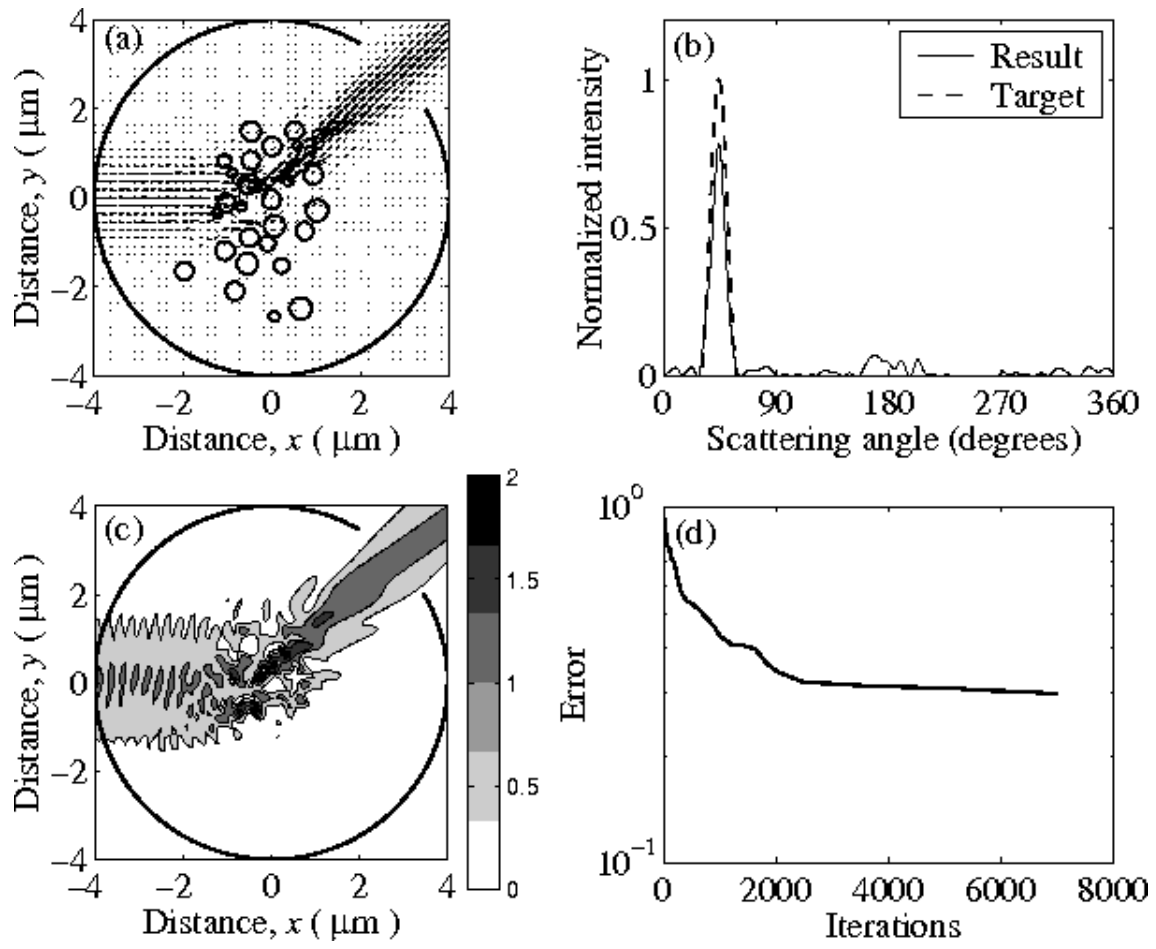 (a)
4
2
0
−2
−4
−4 −2 0 2 4
Distance, y ( μm )
Distance, x ( μm )
(b)
Result
Target
1
0.5
0
0 90 180 270 360
Normalized intensity
Scattering angle (degrees)
(c)
4
2
0
−2
−4
−4 −2 0 2 4
Distance, y ( μm )
Distance, x ( μm )
2
1.5
1
0.5
0
(d)
10⁰
10⁻¹
0 2000 4000 6000 8000
Error
Iterations